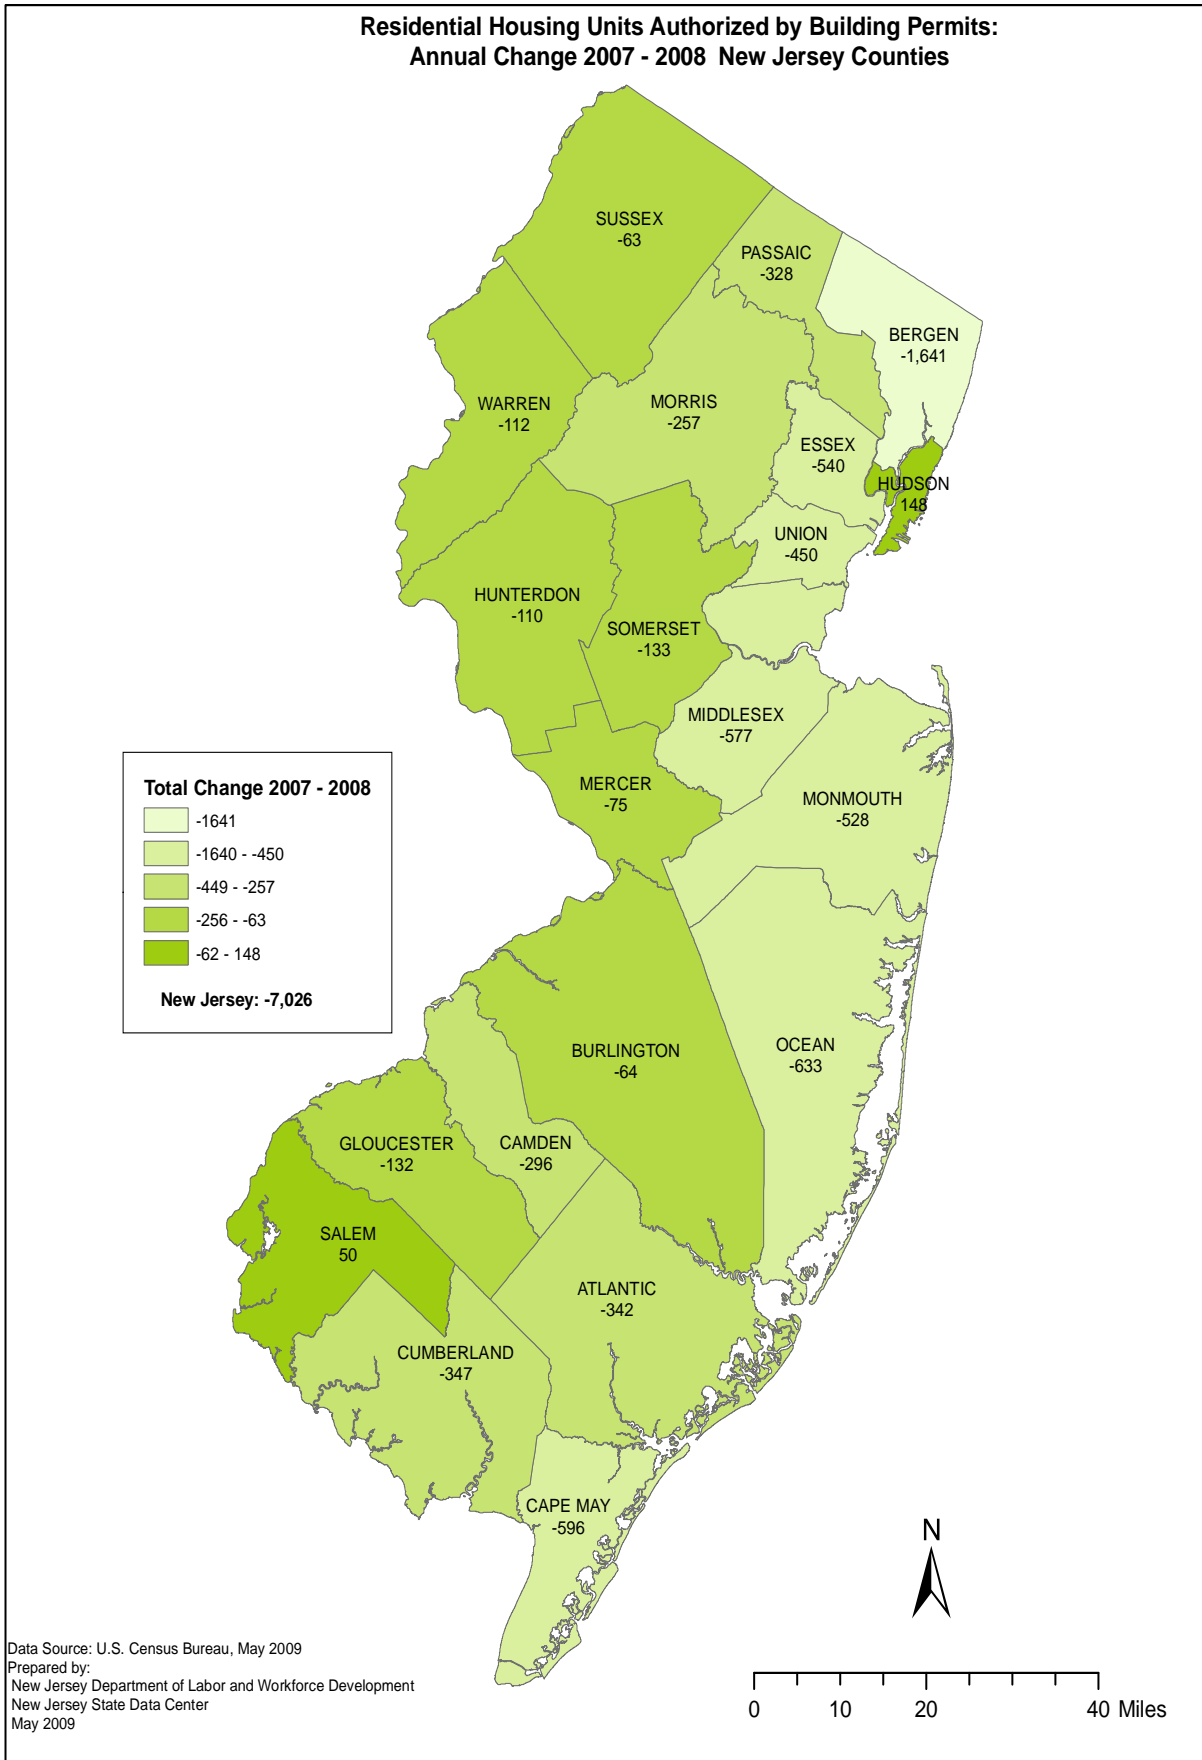 Residential Housing Units Authorized by Building Permits:
Annual Change 2007 - 2008 New Jersey Counties
SUSSEX
-63
PASSAIC
-328
BERGEN
-1,641
WARREN
-112
MORRIS
-257
ESSEX
-540
HUDSON
148
UNION
-450
HUNTERDON
-110
SOMERSET
-133
MIDDLESEX
-577
MERCER
-75
MONMOUTH
-528
Total Change 2007 - 2008
-1641
-1640 - -450
-449 - -257
-256 - -63
-62 - 148
New Jersey: -7,026
BURLINGTON
-64
OCEAN
-633
GLOUCESTER
-132
CAMDEN
-296
SALEM
50
ATLANTIC
-342
CUMBERLAND
-347
CAPE MAY
-596
N
Data Source: U.S. Census Bureau, May 2009
Prepared by:
New Jersey Department of Labor and Workforce Development
New Jersey State Data Center
May 2009
0 10 20 40 Miles